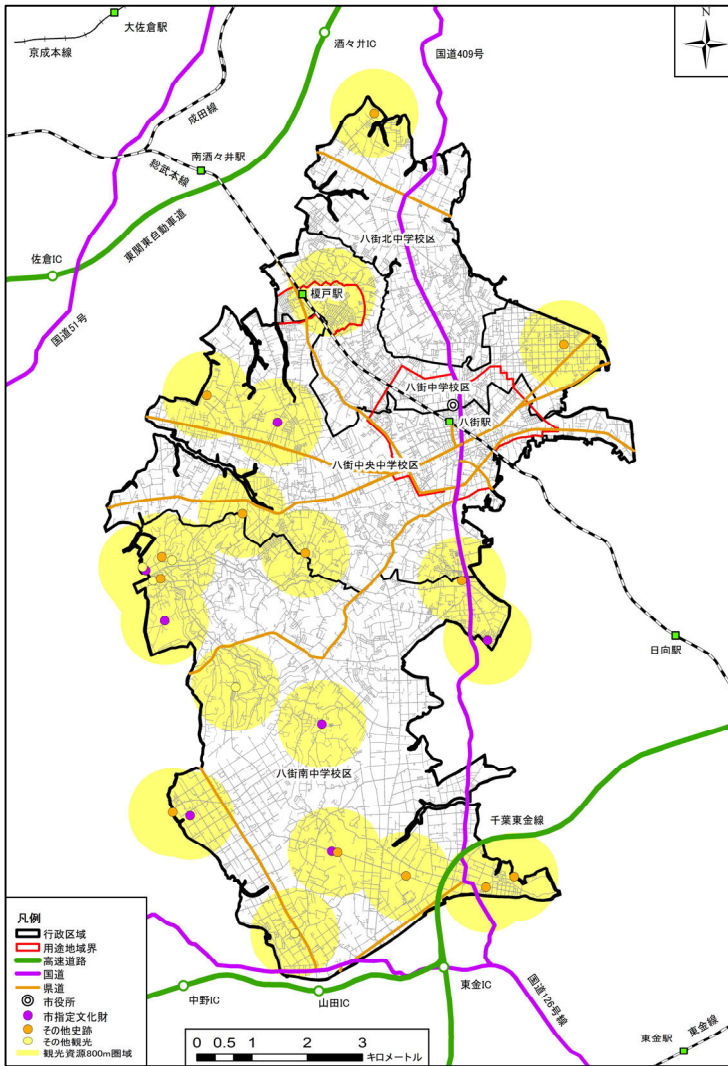 大佐倉駅
京成本線
酒々井IC
国道409号
N
成田線
南酒々井駅
総武本線
東関東自動車道
佐倉IC
国道51号
八街北中学校区
榎戸駅
八街中学校区
八街駅
八街中央中学校区
日向駅
八街南中学校区
千葉東金線
凡例
行政区域
用途地域界
高速道路
国道
県道
市役所
市指定文化財
その他史跡
その他観光
観光資源800m圏域
中野IC
山田IC
東金IC
国道126号線
東金駅
東金線
0 0.5 1 2 3
キロメートル